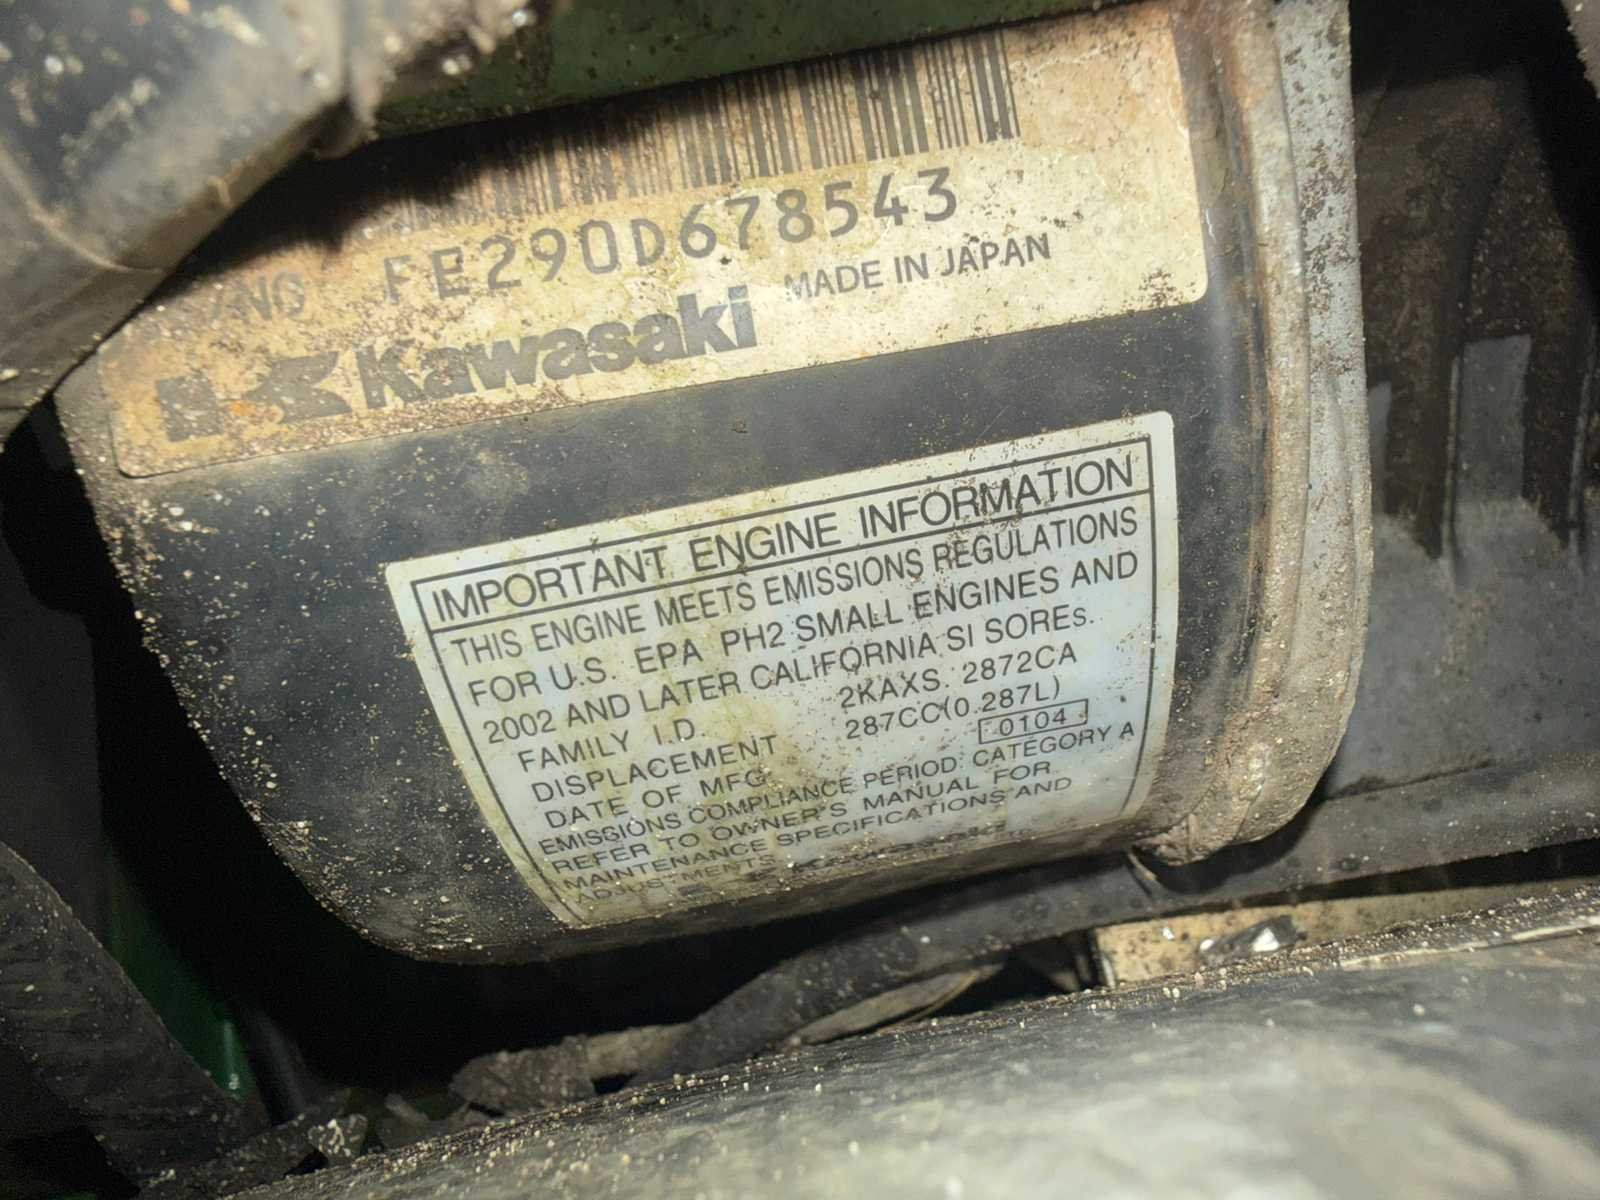 E/NO FE290D678543
Kawasaki MADE IN JAPAN
IMPORTANT ENGINE INFORMATION
THIS ENGINE MEETS EMISSIONS REGULATIONS
FOR U.S. EPA PH2 SMALL ENGINES AND
2002 AND LATER CALIFORNIA SI SOREs.
FAMILY I.D. 2KAXS. 2872CA
DISPLACEMENT 287CC(0.287L)
DATE OF MFG. 0104
EMISSIONS COMPLIANCE PERIOD: CATEGORY A
REFER TO OWNER'S MANUAL FOR
MAINTENANCE SPECIFICATIONS AND
ADJUSTMENTS.